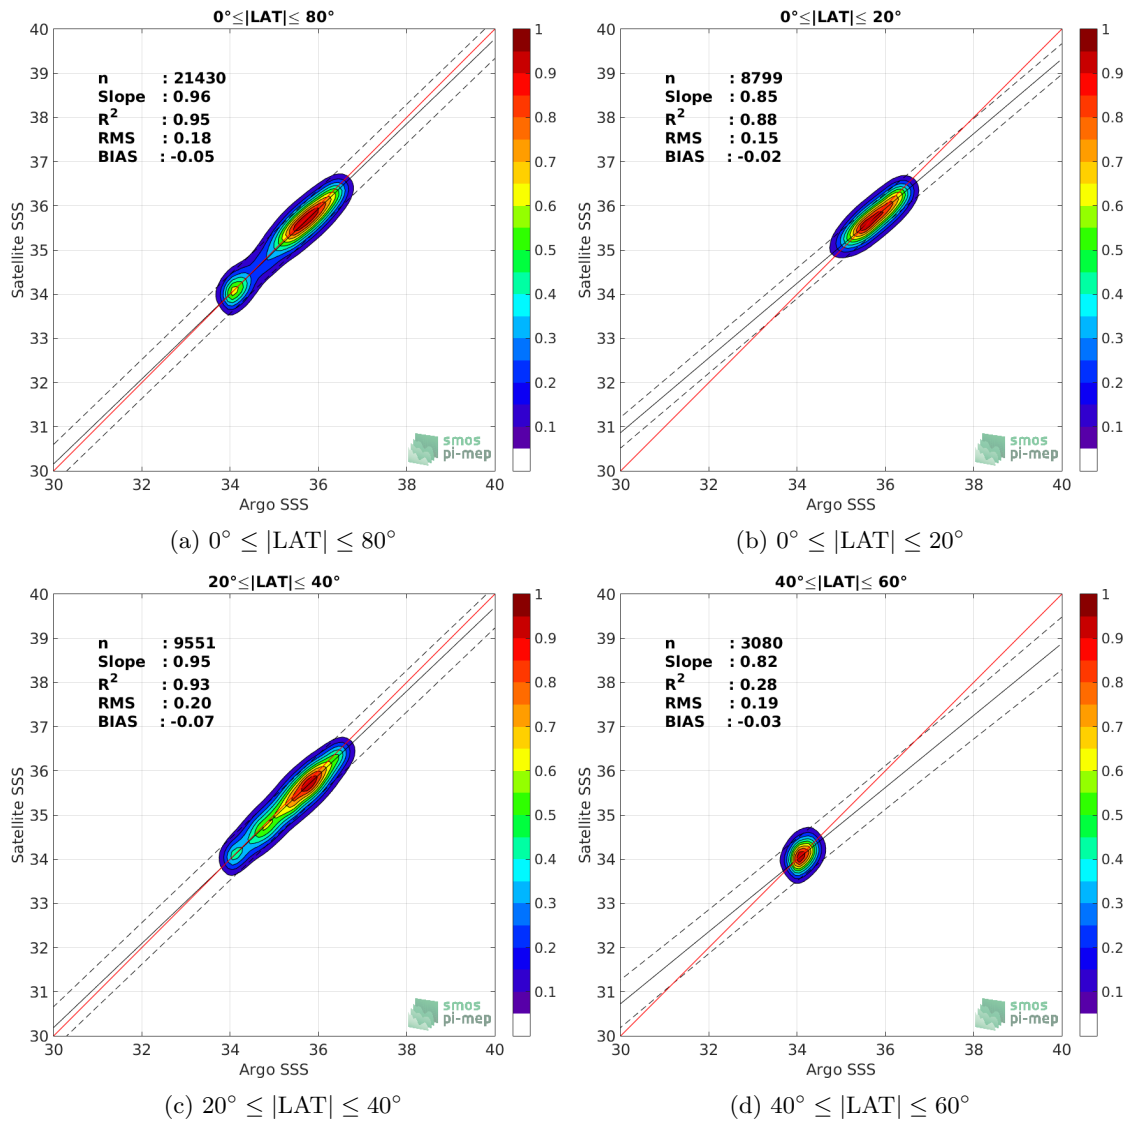 0°≤|LAT|≤ 80°
40
39
38
37
36
35
34
33
32
31
30
Satellite SSS
n : 21430
Slope : 0.96
R² : 0.95
RMS : 0.18
BIAS : -0.05
smos
pi-mep
30 32 34 36 38 40
Argo SSS
1
0.9
0.8
0.7
0.6
0.5
0.4
0.3
0.2
0.1
(a) 0° ≤ |LAT| ≤ 80°
0°≤|LAT|≤ 20°
40
39
38
37
36
35
34
33
32
31
30
Satellite SSS
n : 8799
Slope : 0.85
R² : 0.88
RMS : 0.15
BIAS : -0.02
smos
pi-mep
30 32 34 36 38 40
Argo SSS
1
0.9
0.8
0.7
0.6
0.5
0.4
0.3
0.2
0.1
(b) 0° ≤ |LAT| ≤ 20°
20°≤|LAT|≤ 40°
40
39
38
37
36
35
34
33
32
31
30
Satellite SSS
n : 9551
Slope : 0.95
R² : 0.93
RMS : 0.20
BIAS : -0.07
smos
pi-mep
30 32 34 36 38 40
Argo SSS
1
0.9
0.8
0.7
0.6
0.5
0.4
0.3
0.2
0.1
(c) 20° ≤ |LAT| ≤ 40°
40°≤|LAT|≤ 60°
40
39
38
37
36
35
34
33
32
31
30
Satellite SSS
n : 3080
Slope : 0.82
R² : 0.28
RMS : 0.19
BIAS : -0.03
smos
pi-mep
30 32 34 36 38 40
Argo SSS
1
0.9
0.8
0.7
0.6
0.5
0.4
0.3
0.2
0.1
(d) 40° ≤ |LAT| ≤ 60°